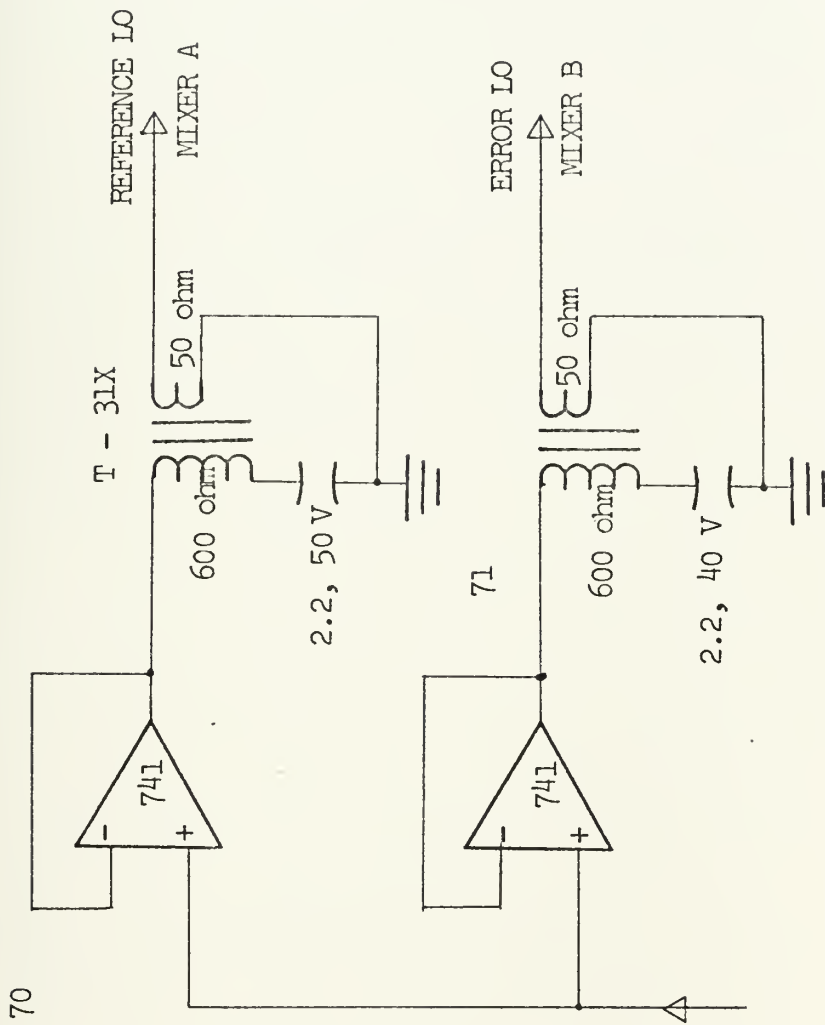 70
REFERENCE LO
MIXER A
T - 31X
50 ohm
600 ohm
2.2, 50 V
-
741
+
ERROR LO
MIXER B
71
50 ohm
600 ohm
2.2, 40 V
-
741
+